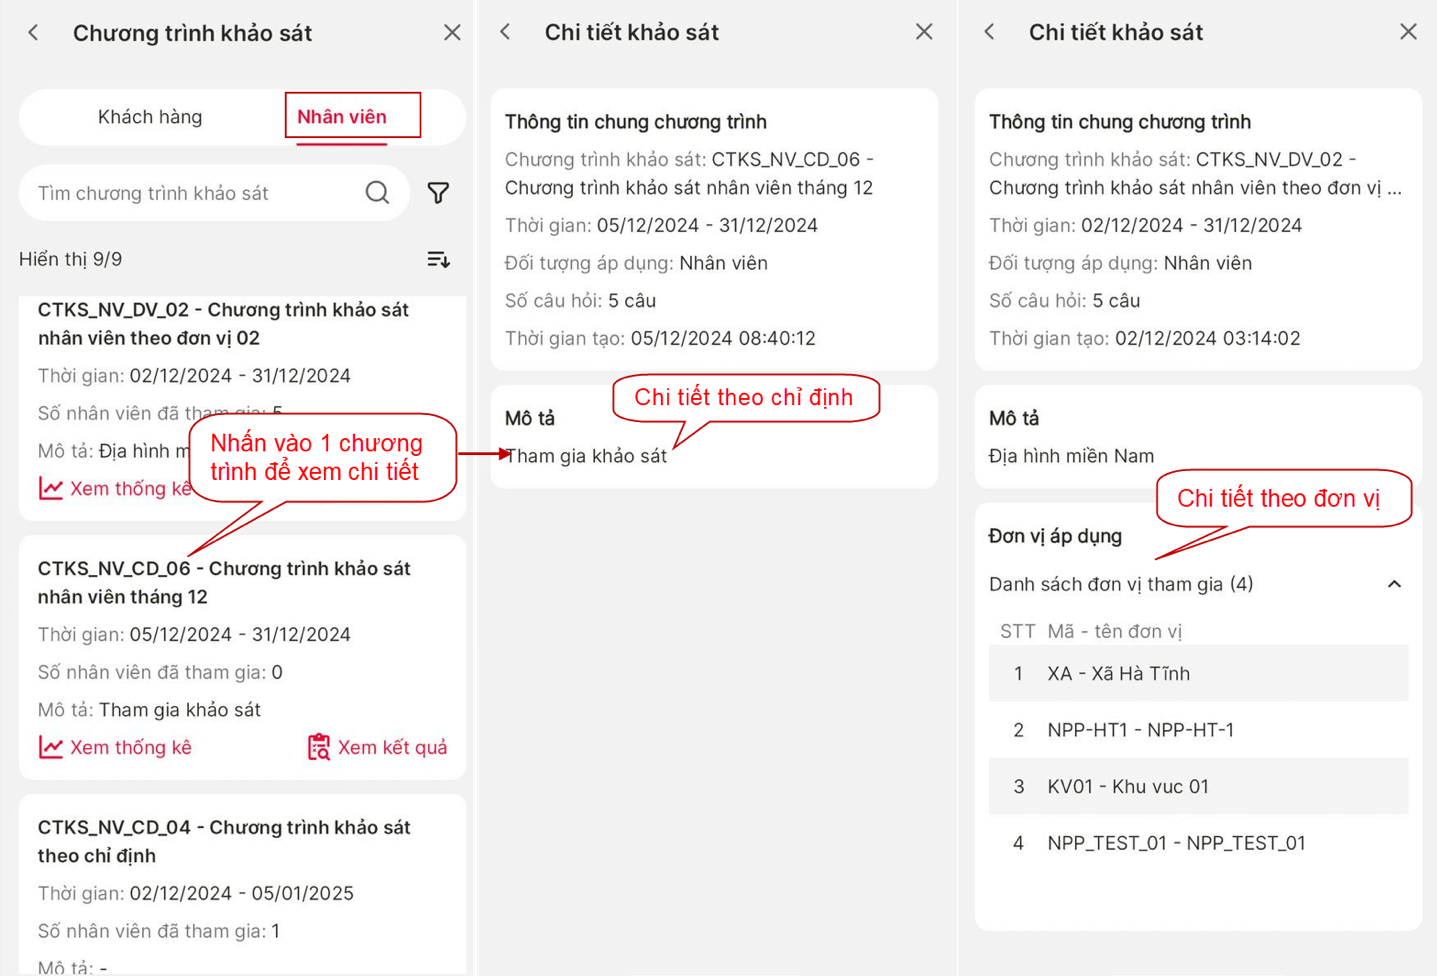 Chương trình khảo sát
Khách hàng
Nhân viên
Tìm chương trình khảo sát
Hiển thị 9/9
CTKS_NV_DV_02 - Chương trình khảo sát
nhân viên theo đơn vị 02
Thời gian: 02/12/2024 - 31/12/2024
Số nhân viên đã tham gia: 5
Mô tả: Địa hình m
Xem thống kê
Nhấn vào 1 chương
trình để xem chi tiết
CTKS_NV_CD_06 - Chương trình khảo sát
nhân viên tháng 12
Thời gian: 05/12/2024 - 31/12/2024
Số nhân viên đã tham gia: 0
Mô tả: Tham gia khảo sát
Xem thống kê
Xem kết quả
CTKS_NV_CD_04 - Chương trình khảo sát
theo chỉ định
Thời gian: 02/12/2024 - 05/01/2025
Số nhân viên đã tham gia: 1
Mô tả: -
Chi tiết khảo sát
Thông tin chung chương trình
Chương trình khảo sát: CTKS_NV_CD_06 -
Chương trình khảo sát nhân viên tháng 12
Thời gian: 05/12/2024 - 31/12/2024
Đối tượng áp dụng: Nhân viên
Số câu hỏi: 5 câu
Thời gian tạo: 05/12/2024 08:40:12
Chi tiết theo chỉ định
Mô tả
Tham gia khảo sát
Chi tiết khảo sát
Thông tin chung chương trình
Chương trình khảo sát: CTKS_NV_DV_02 -
Chương trình khảo sát nhân viên theo đơn vị ...
Thời gian: 02/12/2024 - 31/12/2024
Đối tượng áp dụng: Nhân viên
Số câu hỏi: 5 câu
Thời gian tạo: 02/12/2024 03:14:02
Mô tả
Địa hình miền Nam
Chi tiết theo đơn vị
Đơn vị áp dụng
Danh sách đơn vị tham gia (4)
STT Mã - tên đơn vị
1 XA - Xã Hà Tĩnh
2 NPP-HT1 - NPP-HT-1
3 KV01 - Khu vuc 01
4 NPP_TEST_01 - NPP_TEST_01